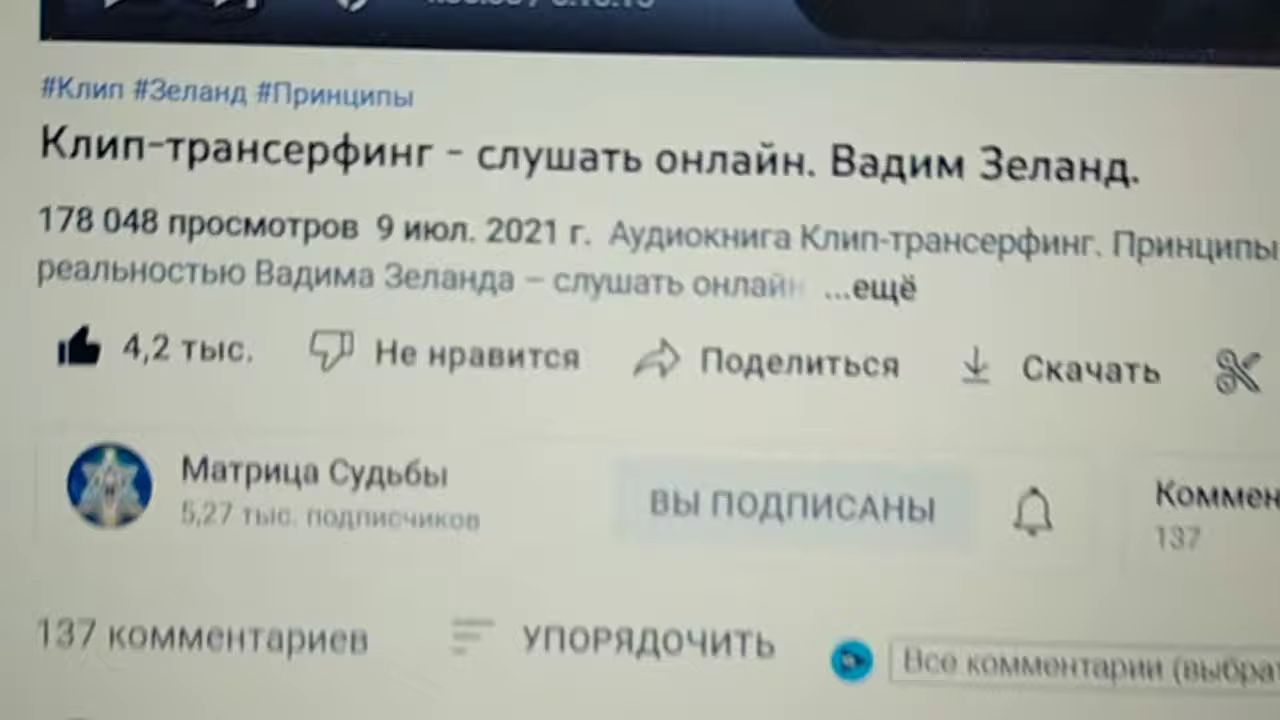 #Клип #Зеланд #Принципы
Клип-трансерфинг - слушать онлайн. Вадим Зеланд.
178 048 просмотров 9 июл. 2021 г. Аудиокнига Клип-трансерфинг. Принципы
реальностью Вадима Зеланда – слушать онлайн ...ещё
4,2 тыс. Не нравится Поделиться Скачать
Матрица Судьбы
5,27 тыс. подписчиков
ВЫ ПОДПИСАНЫ
Коммен
137
137 комментариев УПОРЯДОЧИТЬ
Все комментарии (выбрат